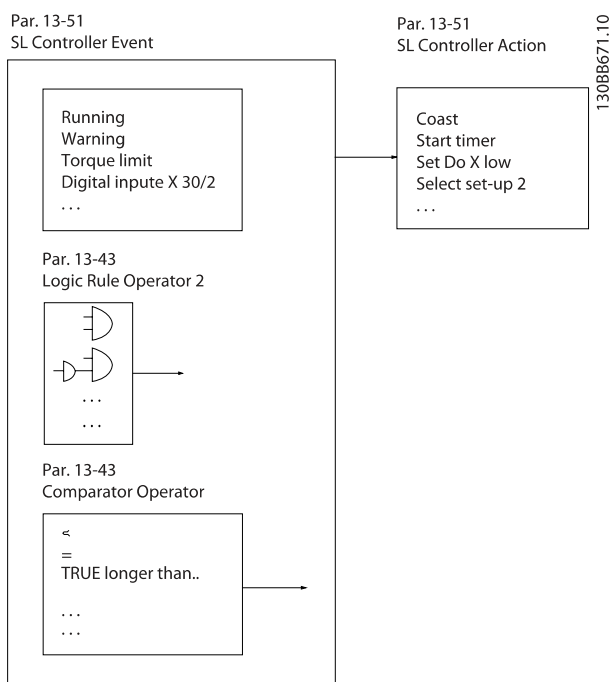 Par. 13-51
SL Controller Event
Par. 13-51
SL Controller Action
130BB671.10
Running
Warning
Torque limit
Digital inpute X 30/2
. . .
Coast
Start timer
Set Do X low
Select set-up 2
. . .
Par. 13-43
Logic Rule Operator 2
. . .
. . .
Par. 13-43
Comparator Operator
=
TRUE longer than..
. . .
. . .